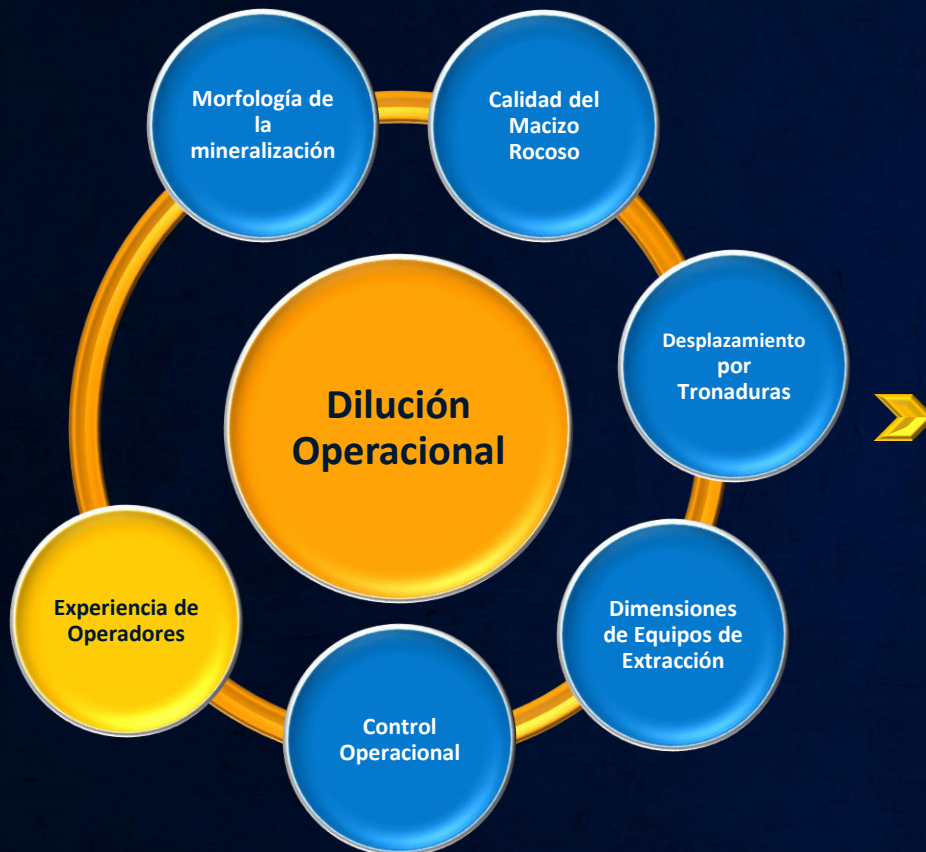 Morfología de
la
mineralización
Calidad del
Macizo
Rocoso
Desplazamiento
por
Tronaduras
Dilución
Operacional
Experiencia de
Operadores
Dimensiones
de Equipos de
Extracción
Control
Operacional